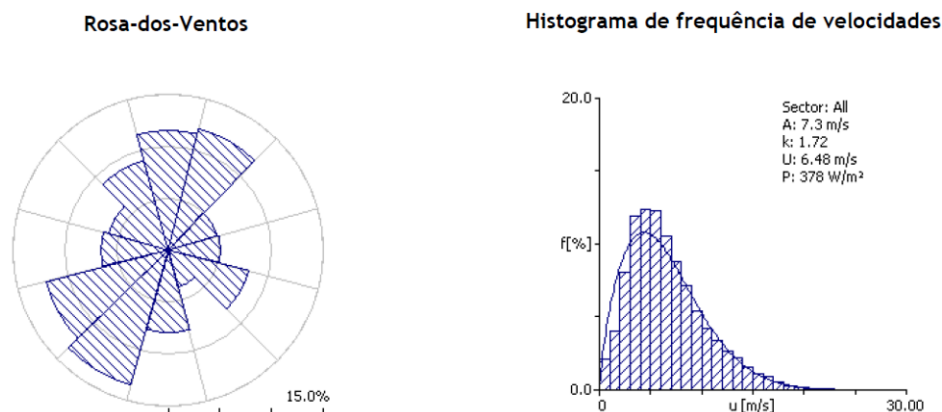 Rosa-dos-Ventos
15.0%
Histograma de frequência de velocidades
20.0
Sector: All
A: 7.3 m/s
k: 1.72
U: 6.48 m/s
P: 378 W/m²
f[%]
0.0
0
u [m/s]
30.00